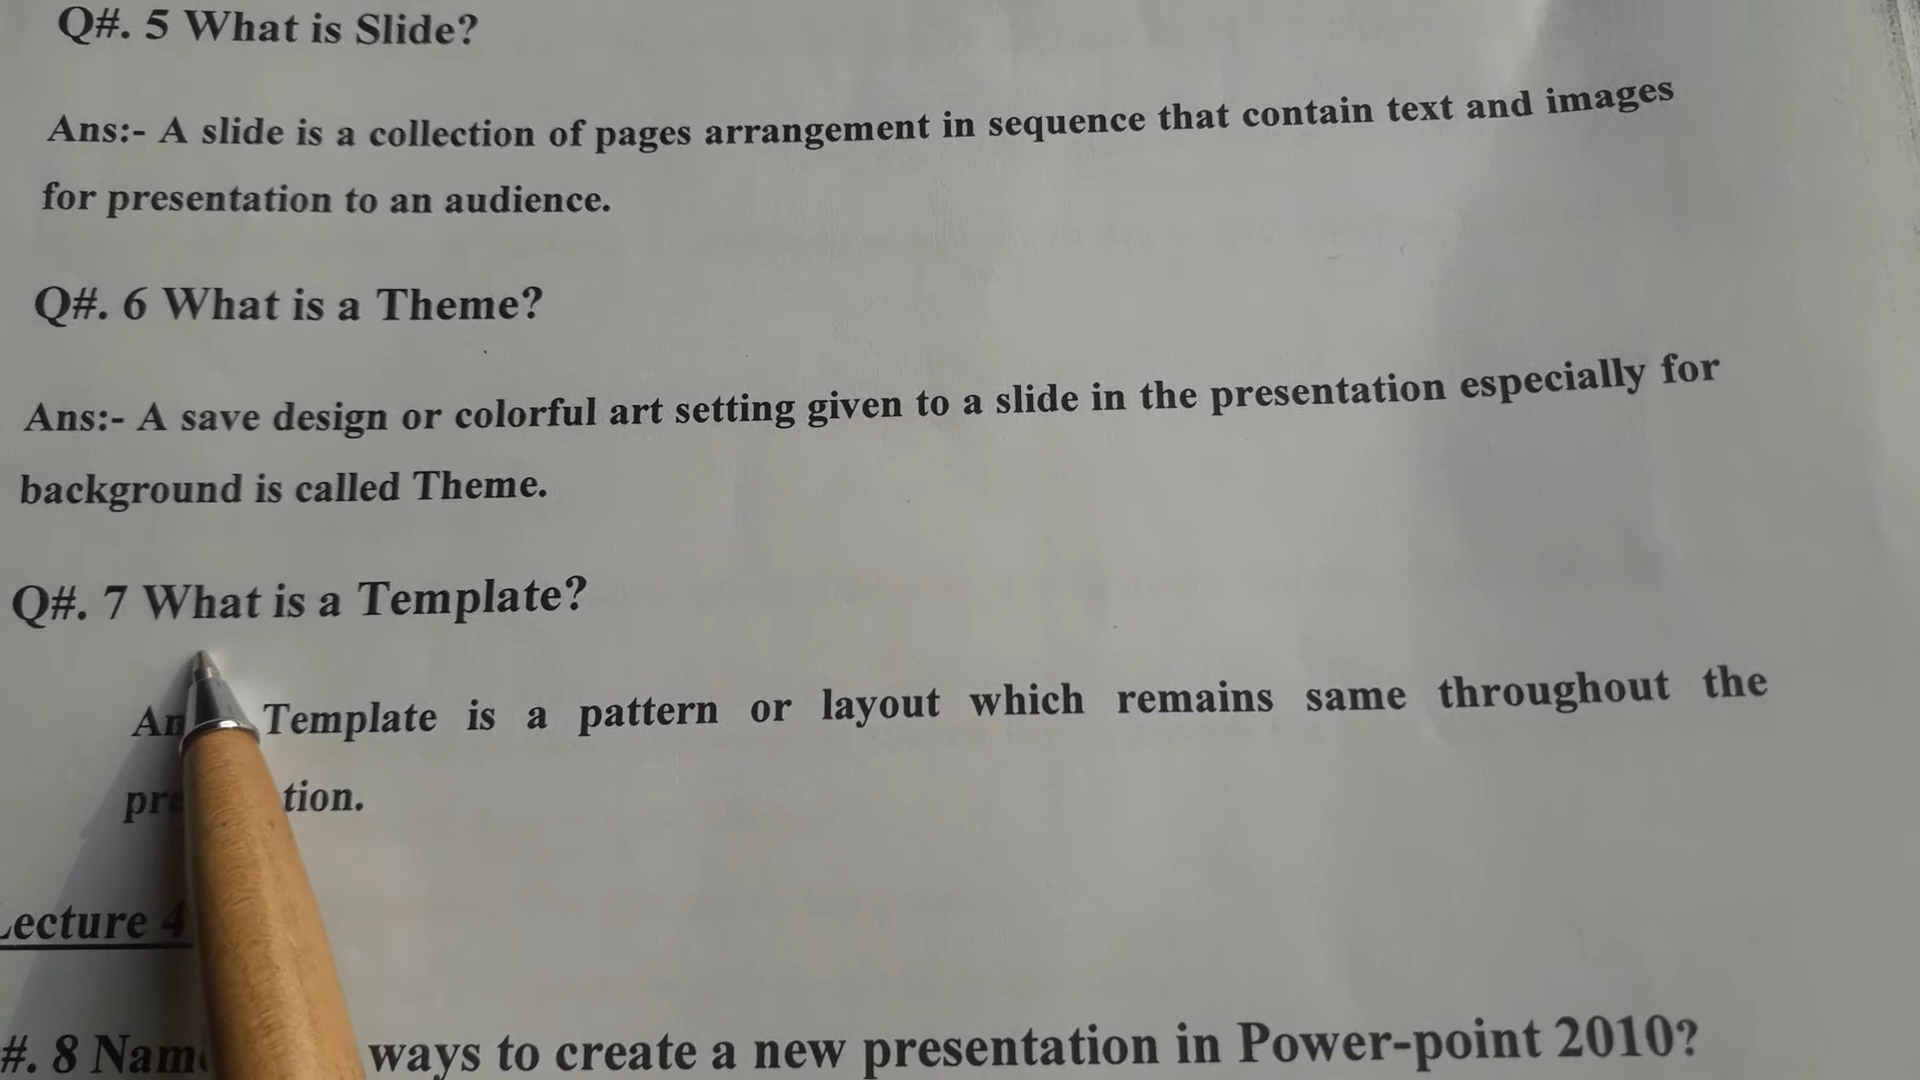 Q#. 5 What is Slide?
Ans:- A slide is a collection of pages arrangement in sequence that contain text and images
for presentation to an audience.
Q#. 6 What is a Theme?
Ans:- A save design or colorful art setting given to a slide in the presentation especially for
background is called Theme.
Q#. 7 What is a Template?
Template is a pattern or layout which remains same throughout the
tion.
Lecture 4
#. 8 ways to create a new presentation in Power-point 2010?